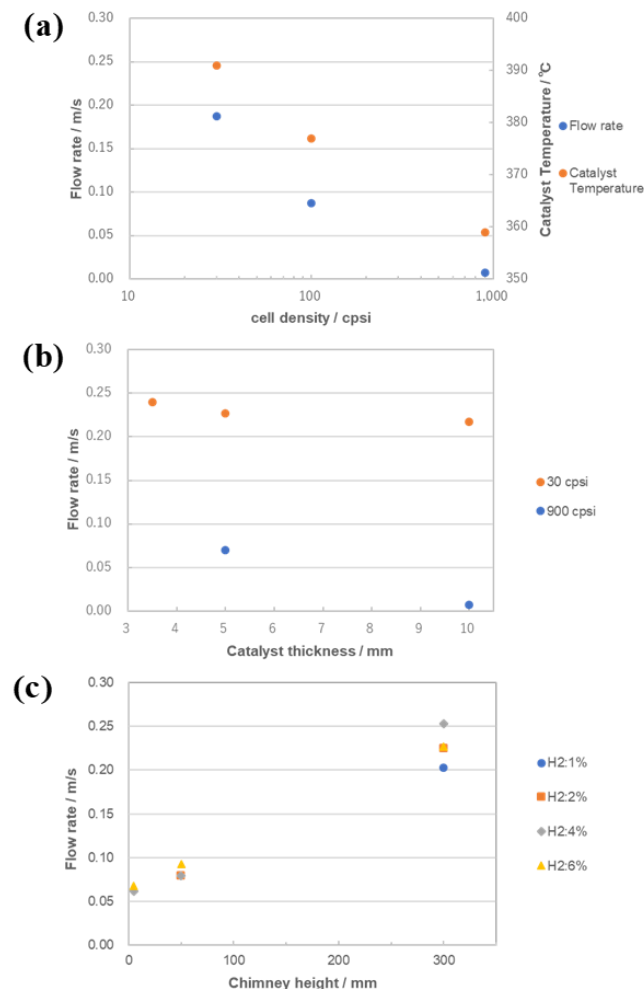 (a)
0.30
0.25
0.20
0.15
0.10
0.05
0.00
Flow rate / m/s
400
390
380
370
360
350
Catalyst Temperature / ℃
10
100
1,000
cell density / cpsi
Flow rate
Catalyst
Temperature
(b)
0.30
0.25
0.20
0.15
0.10
0.05
0.00
Flow rate / m/s
3
4
5
6
7
8
9
10
Catalyst thickness / mm
30 cpsi
900 cpsi
(c)
0.30
0.25
0.20
0.15
0.10
0.05
0.00
Flow rate / m/s
0
100
200
300
Chimney height / mm
H2:1%
H2:2%
H2:4%
H2:6%